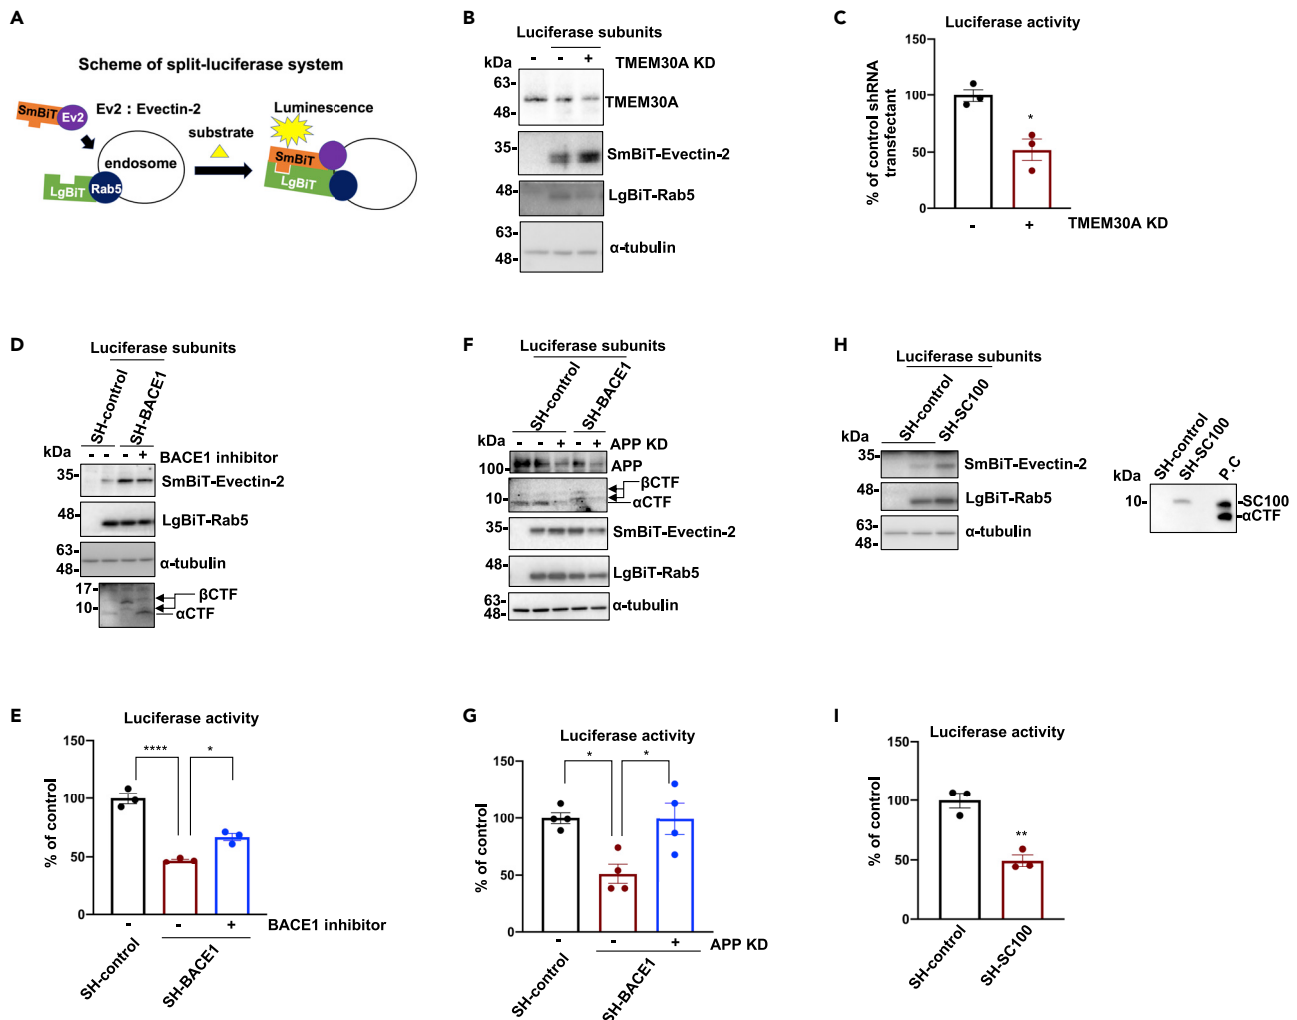 A
Scheme of split-luciferase system
SmBiT
Ev2
Ev2 : Evectin-2
Luminescence
substrate
endosome
LgBiT
Rab5
SmBiT
LgBiT
B
Luciferase subunits
- - + TMEM30A KD
kDa
63-
48-
TMEM30A
35-
25-
SmBiT-Evectin-2
48-
LgBiT-Rab5
63-
48-
α-tubulin
C
Luciferase activity
% of control shRNA
transfectant
150
100
50
0
*
- + TMEM30A KD
D
Luciferase subunits
SH-control
SH-BACE1
kDa
- - - + BACE1 inhibitor
35-
SmBiT-Evectin-2
48-
LgBiT-Rab5
63-
48-
α-tubulin
17-
10-
βCTF
αCTF
F
Luciferase subunits
SH-control
SH-BACE1
kDa
- - + - + APP KD
100-
APP
10-
βCTF
αCTF
35-
SmBiT-Evectin-2
48-
LgBiT-Rab5
63-
48-
α-tubulin
H
Luciferase subunits
SH-control
SH-SC100
kDa
35-
25-
SmBiT-Evectin-2
48-
LgBiT-Rab5
63-
48-
α-tubulin
SH-control
SH-SC100
P.C
kDa
10-
-SC100
-αCTF
E
Luciferase activity
% of control
150
100
50
0
****
*
- - + BACE1 inhibitor
SH-control
SH-BACE1
G
Luciferase activity
% of control
150
100
50
0
*
*
- - + APP KD
SH-control
SH-BACE1
I
Luciferase activity
% of control
150
100
50
0
**
SH-control
SH-SC100